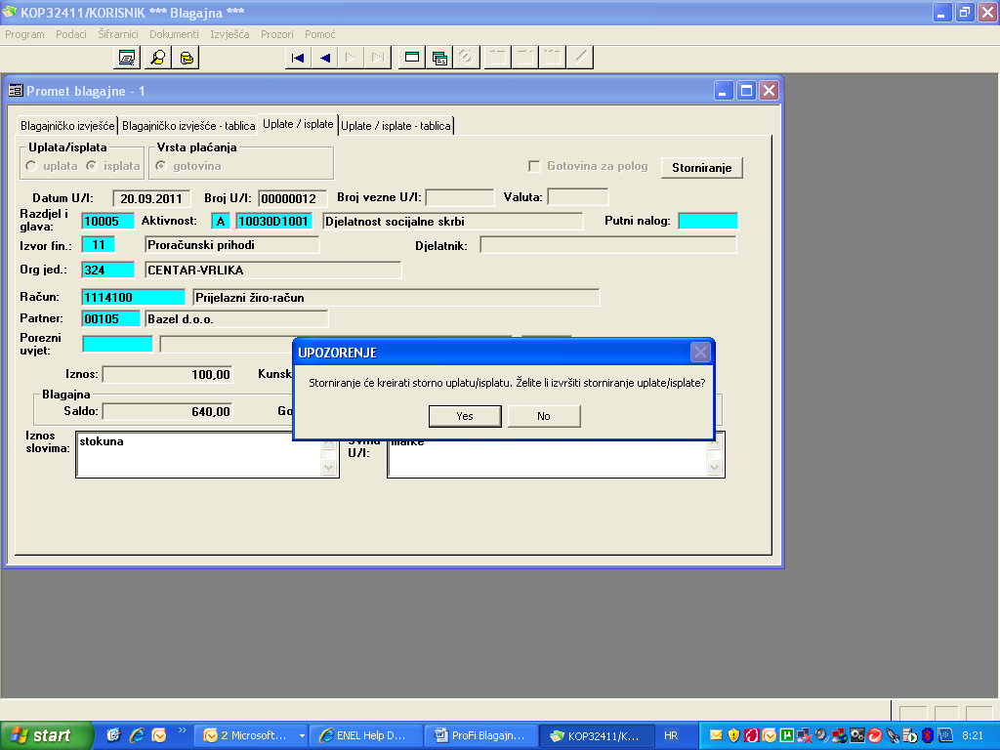 KOP32411/KORISNIK *** Blagajna ***
Program Podaci Šifrarnici Dokumenti Izvješća Prozori Pomoć
Promet blagajne - 1
Blagajničko izvješće Blagajničko izvješće - tablica Uplate / isplate Uplate / isplate - tablica
Uplata/isplata Vrsta plaćanja
uplata isplata gotovina Gotovina za polog Storniranje
Datum U/I: 20.09.2011 Broj U/I: 00000012 Broj vezne U/I: Valuta:
Razdjel i glava: 10005 Aktivnost: A 10030D1001 Djelatnost socijalne skrbi Putni nalog:
Izvor fin.: 11 Proračunski prihodi Djelatnik:
Org jed.: 324 CENTAR-VRLIKA
Račun: 1114100 Prijelazni žiro-račun
Partner: 00105 Bazel d.o.o.
Porezni uvjet:
UPOZORENJE
Storniranje će kreirati storno uplatu/isplatu. Želite li izvršiti storniranje uplate/isplate?
Yes No
Iznos: 100,00 Kunsk
Blagajna
Saldo: 640,00 Go
Iznos slovima: stokuna U/I: marke
start 2 Microsoft... ENEL Help D... ProFi Blagajn... KOP32411/K... HR 8:21